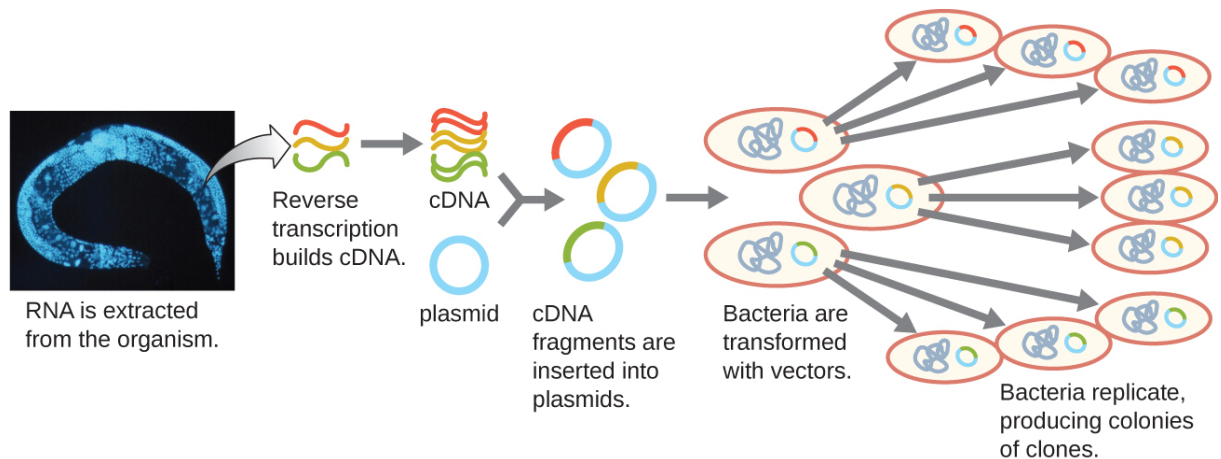 RNA is extracted
from the organism.
Reverse
transcription
builds cDNA.
cDNA
plasmid
cDNA
fragments are
inserted into
plasmids.
Bacteria are
transformed
with vectors.
Bacteria replicate,
producing colonies
of clones.